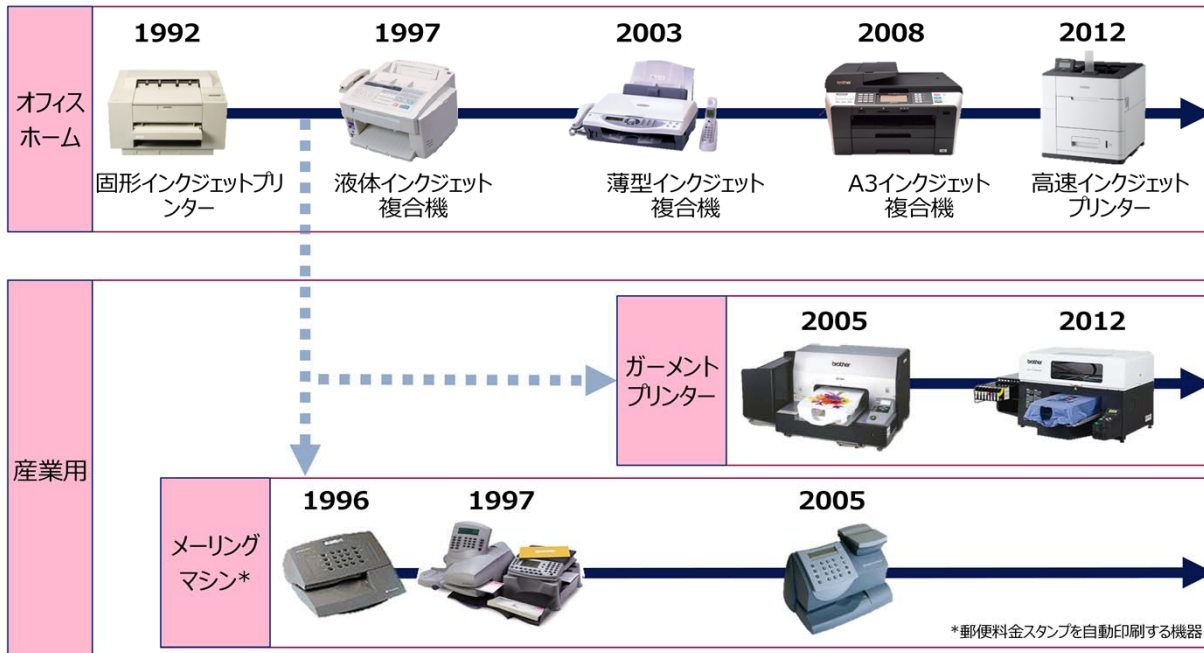 1992
1997
2003
2008
2012
オフィス
ホーム
固形インクジェットプリ
ンター
液体インクジェット
複合機
薄型インクジェット
複合機
A3インクジェット
複合機
高速インクジェット
プリンター
産業用
ガーメント
プリンター
2005
2012
brother
brother
メーリング
マシン*
1996
1997
2005
*郵便料金スタンプを自動印刷する機器